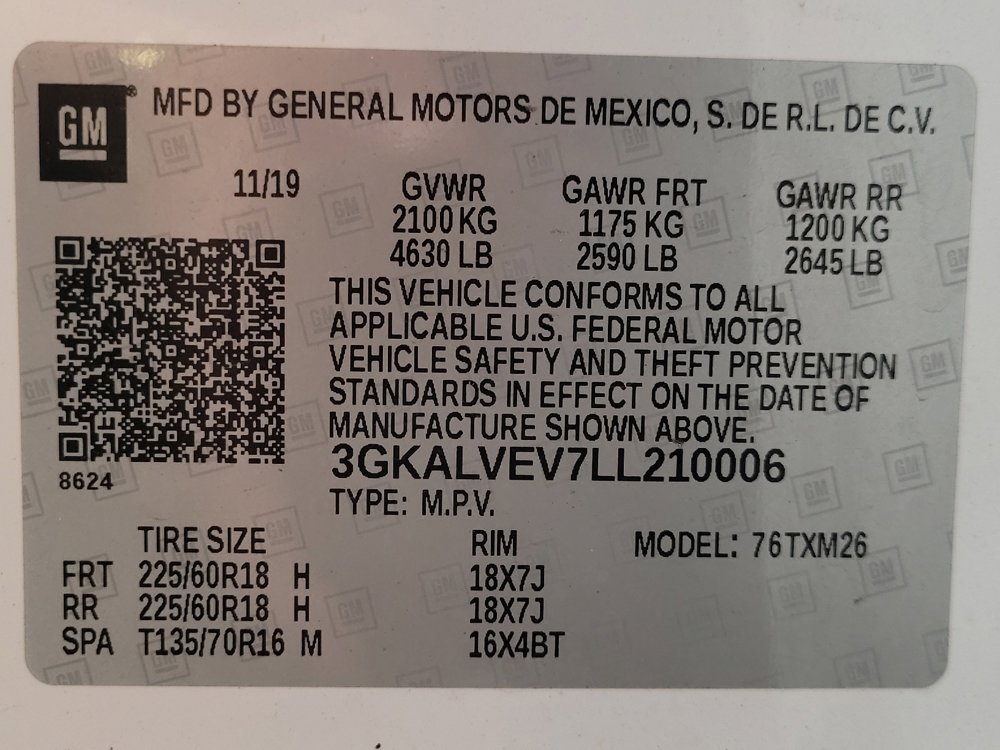 GM® MFD BY GENERAL MOTORS DE MEXICO, S. DE R.L. DE C.V.
11/19 GVWR GAWR FRT GAWR RR
2100 KG 1175 KG 1200 KG
4630 LB 2590 LB 2645 LB
THIS VEHICLE CONFORMS TO ALL
APPLICABLE U.S. FEDERAL MOTOR
VEHICLE SAFETY AND THEFT PREVENTION
STANDARDS IN EFFECT ON THE DATE OF
MANUFACTURE SHOWN ABOVE.
3GKALVEV7LL210006
8624
TYPE: M.P.V.
TIRE SIZE RIM MODEL: 76TXM26
FRT 225/60R18 H 18X7J
RR 225/60R18 H 18X7J
SPA T135/70R16 M 16X4BT